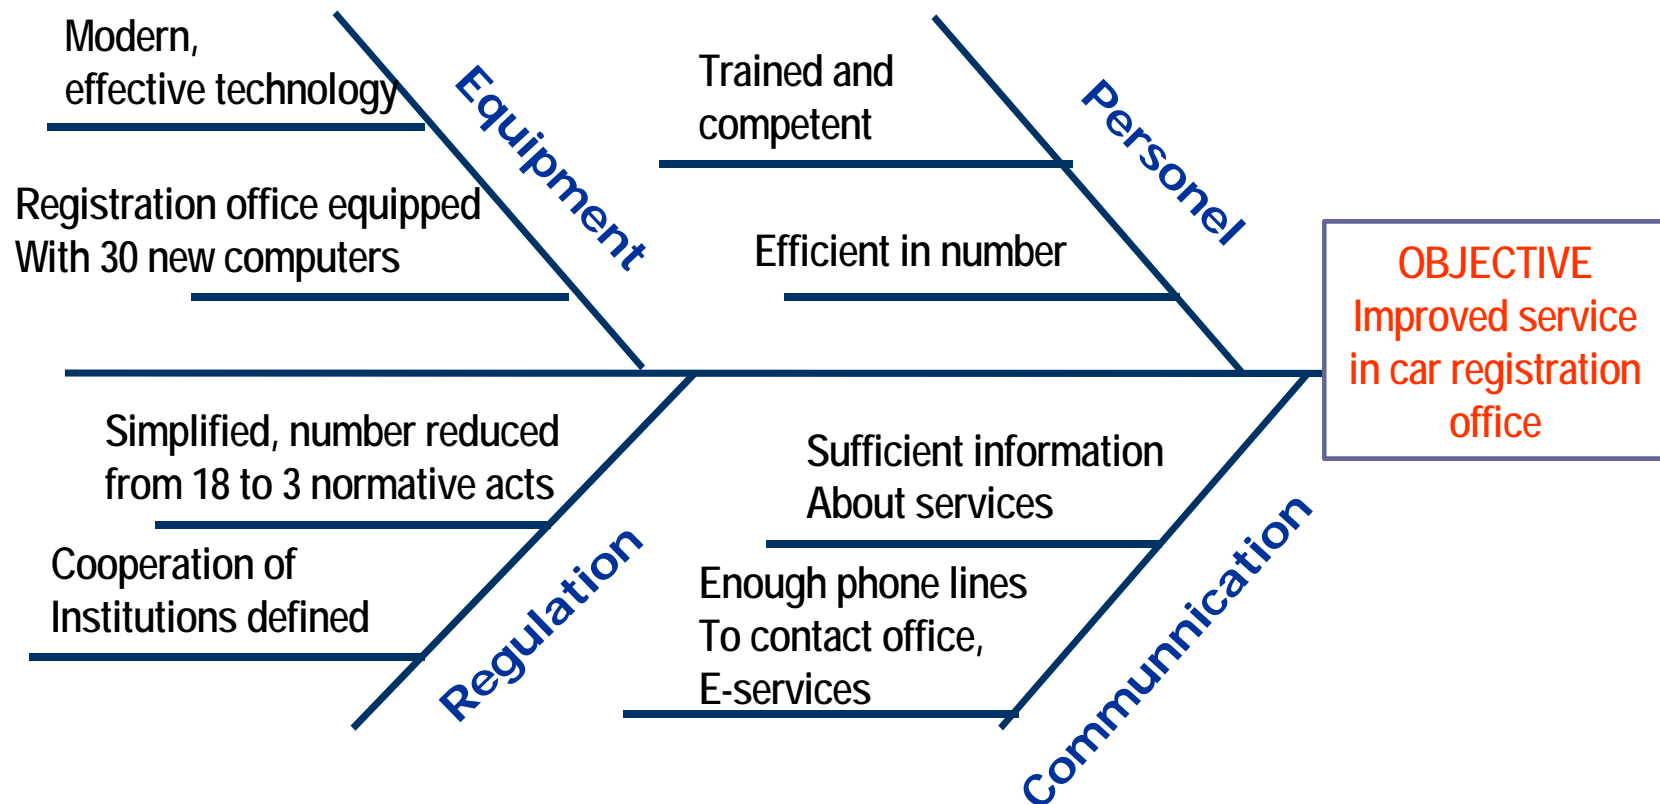 Modern,
effective technology
Equipment
Registration office equipped
With 30 new computers
Trained and
competent
Personel
Efficient in number
OBJECTIVE
Improved service
in car registration
office
Simplified, number reduced
from 18 to 3 normative acts
Cooperation of
Institutions defined
Regulation
Sufficient information
About services
Enough phone lines
To contact office,
E-services
Communnication